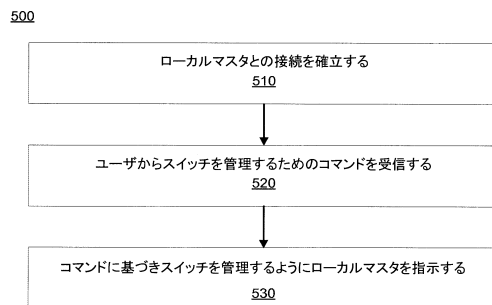 500
ローカルマスタとの接続を確立する
510
ユーザからスイッチを管理するためのコマンドを受信する
520
コマンドに基づきスイッチを管理するようにローカルマスタを指示する
530